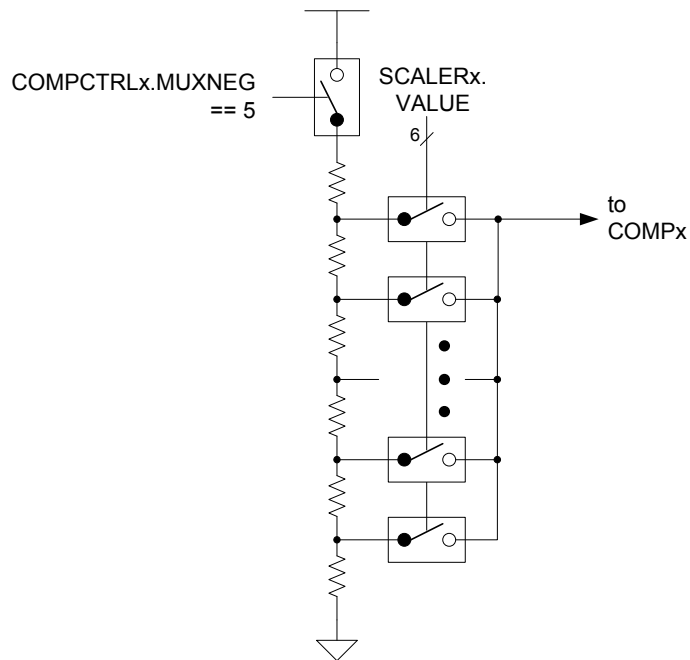 COMPCTRLx.MUXNEG
== 5
SCALERx.
VALUE
6
to
COMPx